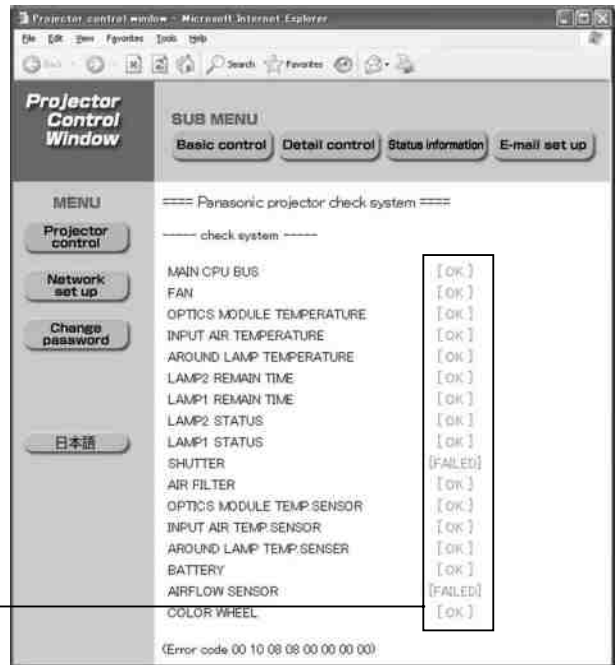 Projector control window - Microsoft Internet Explorer
File Edit View Favorites Tools Help
Back Search Favorites
Projector
Control
Window
SUB MENU
Basic control Detail control Status information E-mail set up
MENU
Projector
control
Network
set up
Change
password
日本語
==== Panasonic projector check system ====
----- check system -----
MAIN CPU BUS [ OK ]
FAN [ OK ]
OPTICS MODULE TEMPERATURE [ OK ]
INPUT AIR TEMPERATURE [ OK ]
AROUND LAMP TEMPERATURE [ OK ]
LAMP2 REMAIN TIME [ OK ]
LAMP1 REMAIN TIME [ OK ]
LAMP2 STATUS [ OK ]
LAMP1 STATUS [ OK ]
SHUTTER [FAILED]
AIR FILTER [ OK ]
OPTICS MODULE TEMP.SENSOR [ OK ]
INPUT AIR TEMP.SENSOR [ OK ]
AROUND LAMP TEMP.SENSER [ OK ]
BATTERY [ OK ]
AIRFLOW SENSOR [FAILED]
COLOR WHEEL [ OK ]
(Error code 00 10 08 08 00 00 00 00)